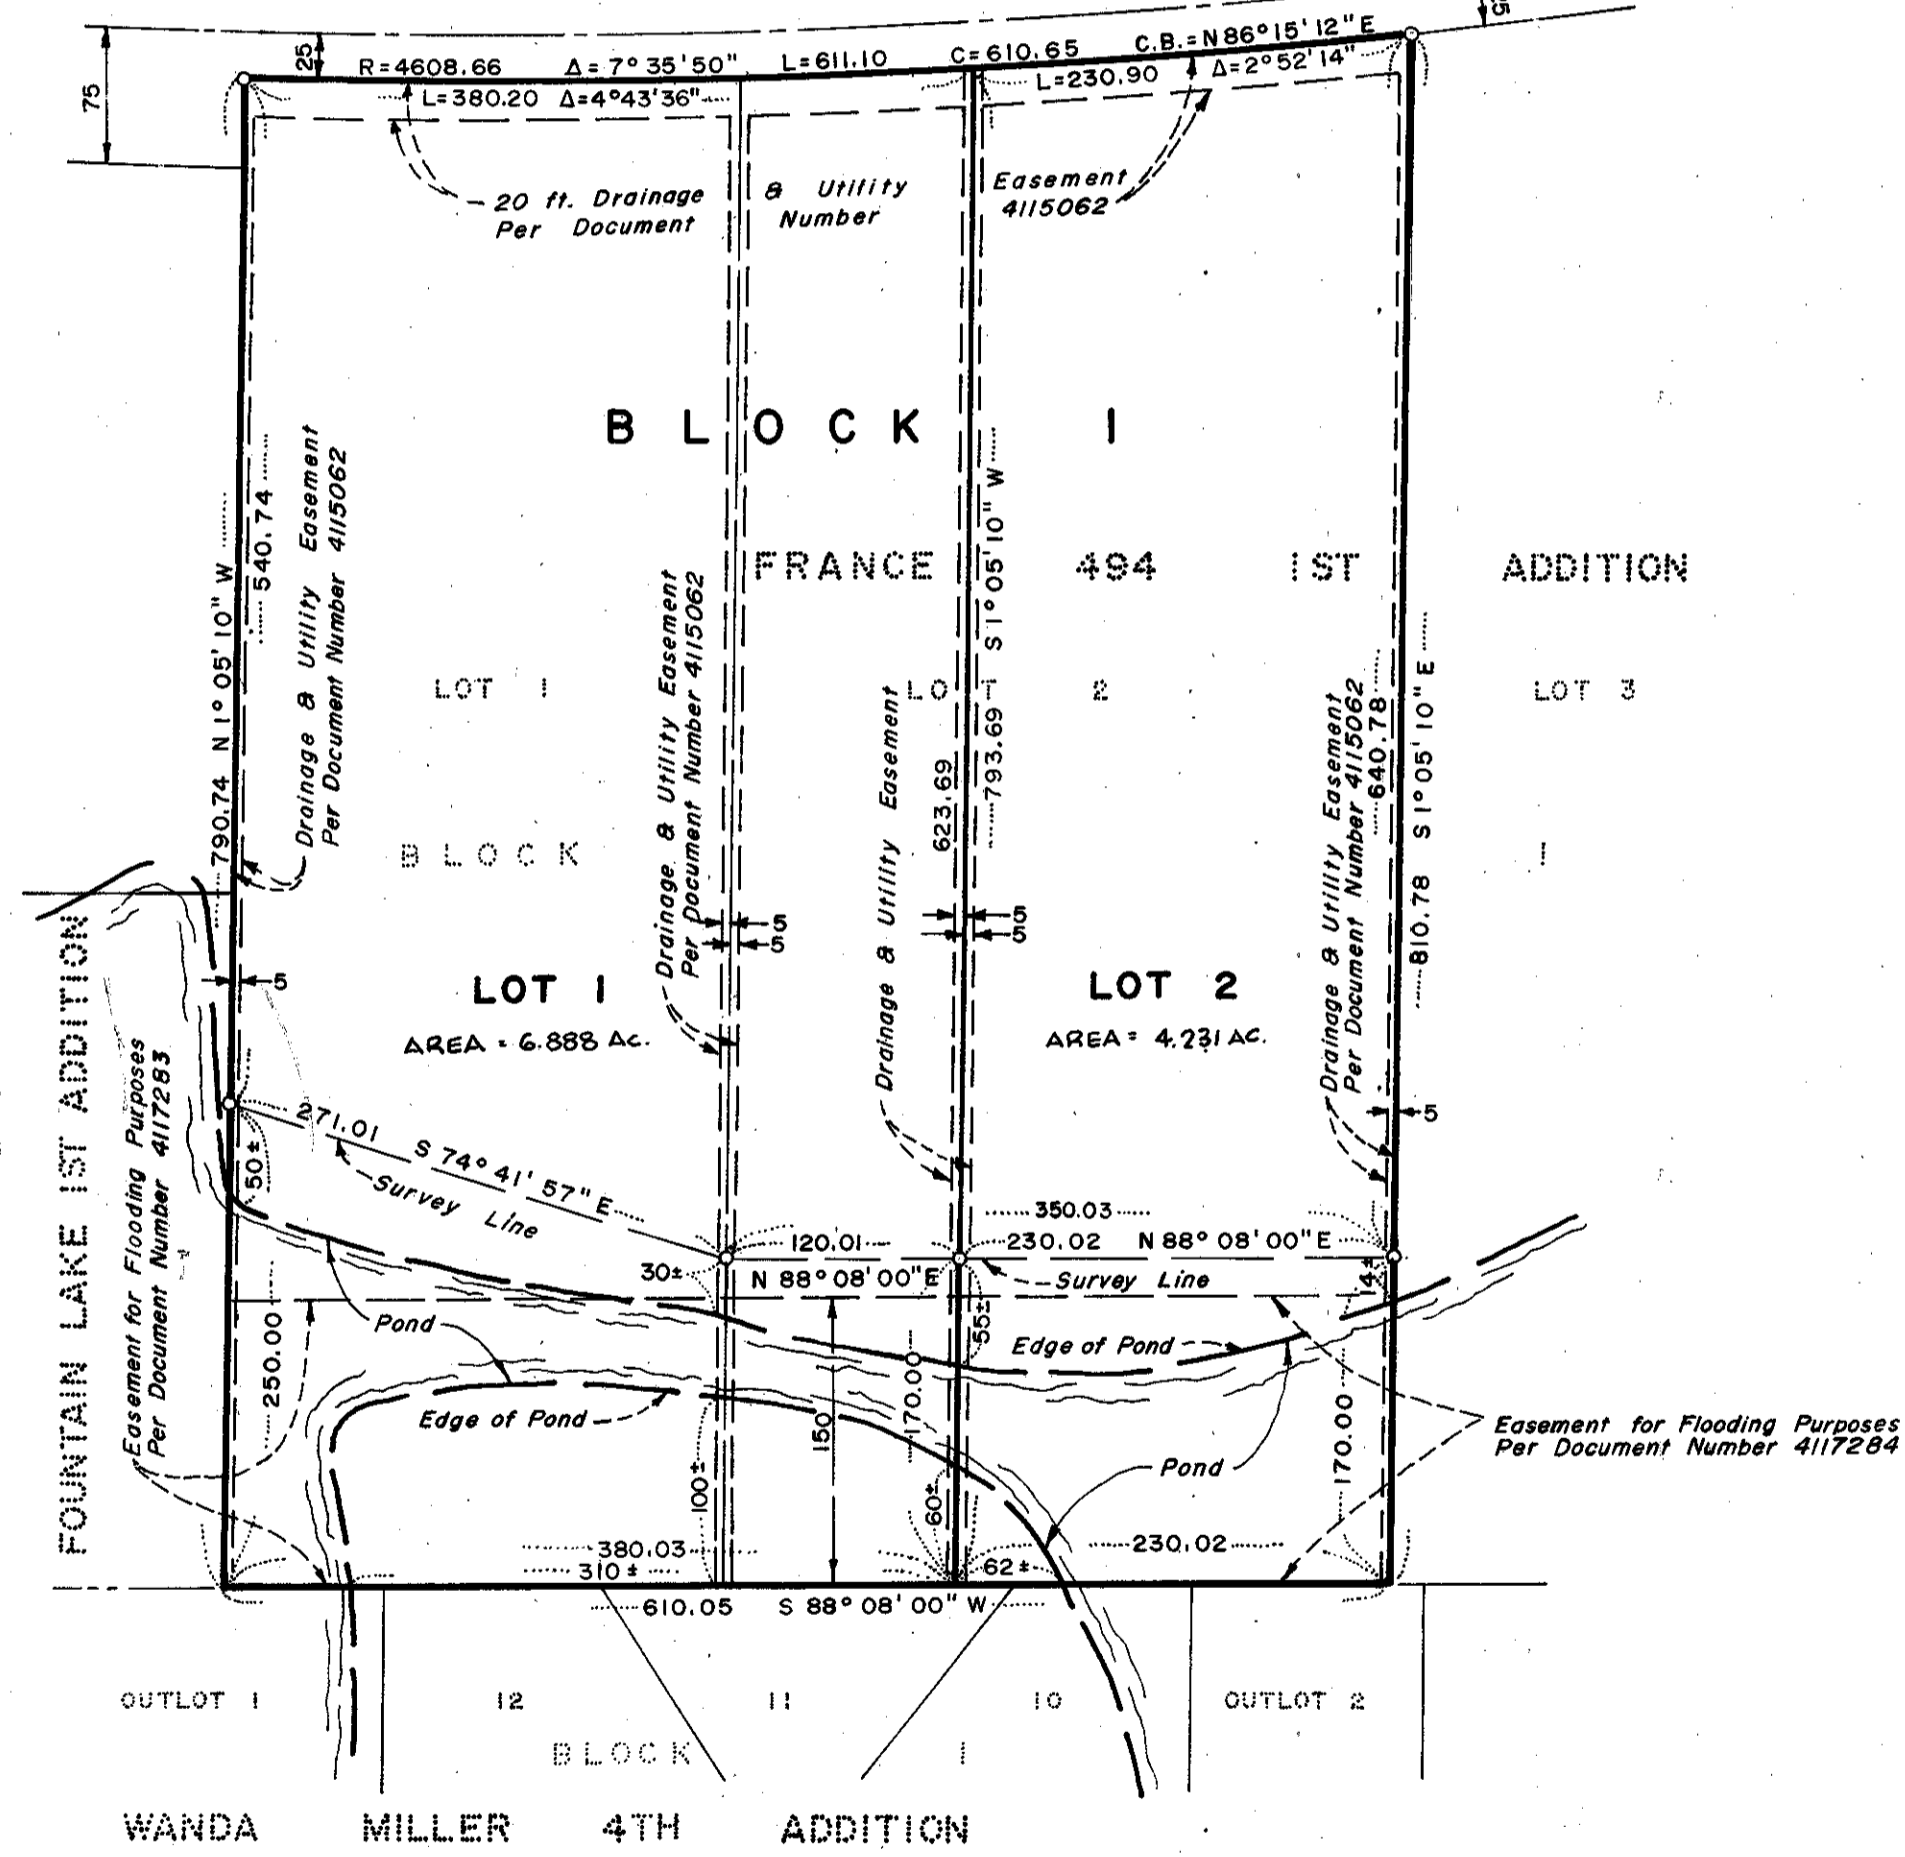 75
25
25
R=4608.66 Δ= 7°35'50" L=611.10 C=610.65 C.B.=N86°15'12"E
L=380.20 Δ=4°43'36"
L=230.90 Δ=2°52'14"
20 ft. Drainage & Utility Easement
Per Document Number 4115062
BLOCK 1
FRANCE 494 1ST ADDITION
790.74 N1°05'10"W
540.74
Drainage & Utility Easement
Per Document Number 4115062
Drainage & Utility Easement
Per Document Number 4115062
Drainage & Utility Easement
623.69
793.69 S1°05'10"W
Drainage & Utility Easement
Per Document Number 4115062
640.78
810.78 S1°05'10"E
LOT 1
LOT 2
LOT 3
BLOCK 1
5
5
5
5
5
5
LOT 1
AREA = 6.888 AC.
LOT 2
AREA = 4.231 AC.
FOUNTAIN LAKE 1ST ADDITION
Easement for Flooding Purposes
Per Document Number 4117283
271.01 S74°41'57"E
Survey Line
50±
350.03
120.01
230.02 N88°08'00"E
30±
N88°08'00"E
Survey Line
14±
55±
250.00
Pond
Edge of Pond
Edge of Pond
150
170.00
170.00
Easement for Flooding Purposes
Per Document Number 4117284
Pond
100±
60±
380.03
310±
62±
230.02
610.05 S88°08'00"W
OUTLOT 1
12
11
10
OUTLOT 2
BLOCK 1
WANDA MILLER 4TH ADDITION